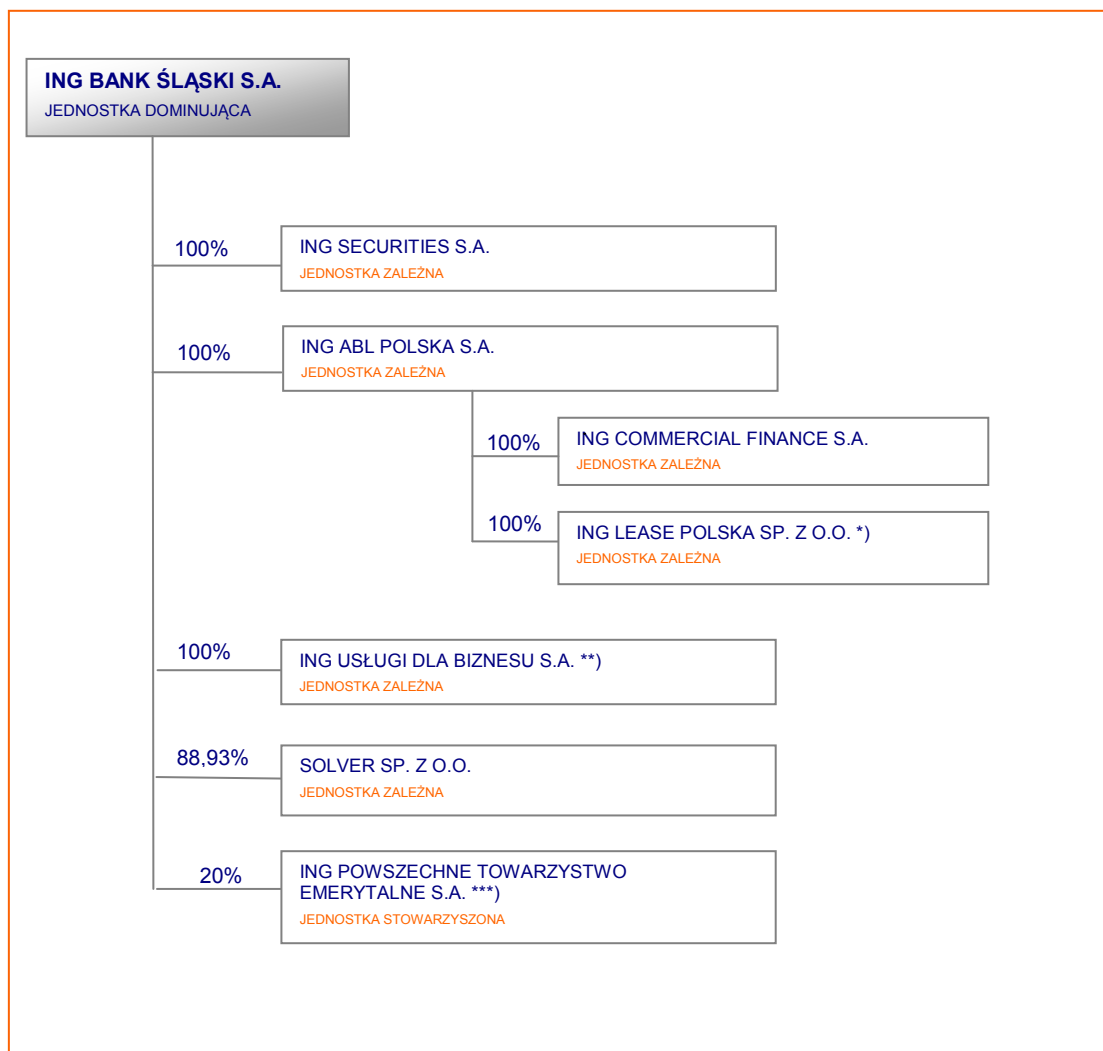 ING BANK ŚLĄSKI S.A.
JEDNOSTKA DOMINUJĄCA
100%
ING SECURITIES S.A.
JEDNOSTKA ZALEŻNA
100%
ING ABL POLSKA S.A.
JEDNOSTKA ZALEŻNA
100%
ING COMMERCIAL FINANCE S.A.
JEDNOSTKA ZALEŻNA
100%
ING LEASE POLSKA SP. Z O.O. *)
JEDNOSTKA ZALEŻNA
100%
ING USŁUGI DLA BIZNESU S.A. **)
JEDNOSTKA ZALEŻNA
88,93%
SOLVER SP. Z O.O.
JEDNOSTKA ZALEŻNA
20%
ING POWSZECHNE TOWARZYSTWO
EMERYTALNE S.A. ***)
JEDNOSTKA STOWARZYSZONA